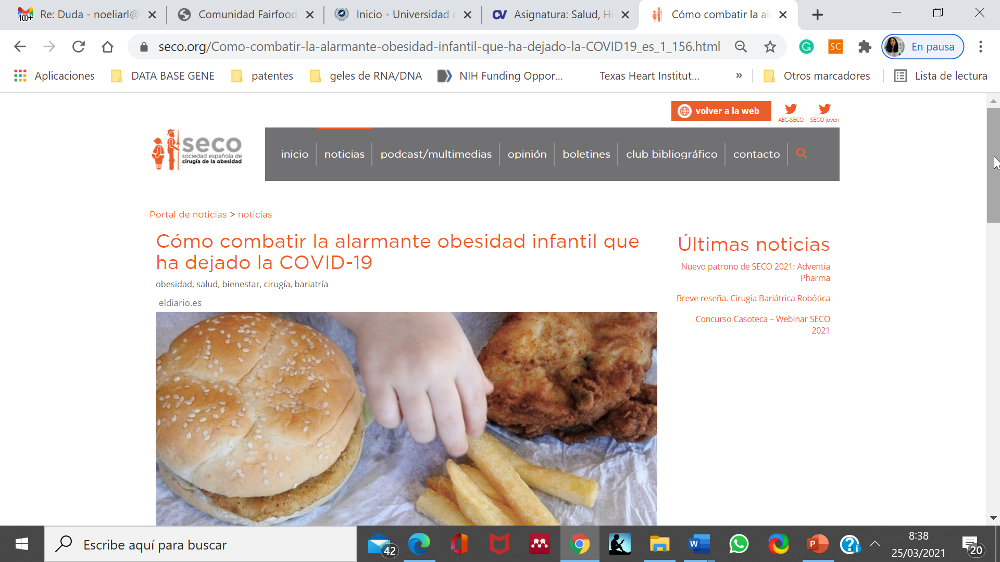 Re: Duda - noeliarl@
Comunidad Fairfood
Inicio - Universidad
Asignatura: Salud, Hi
Cómo combatir la al
seco.org/Como-combatir-la-alarmante-obesidad-infantil-que-ha-dejado-la-COVID19_es_1_156.html
SC
En pausa
Aplicaciones
DATA BASE GENE
patentes
geles de RNA/DNA
NIH Funding Oppor...
Texas Heart Institut...
»
Otros marcadores
Lista de lectura
volver a la web
AEC-SECO
SECO joven
seco
sociedad española de
cirugía de la obesidad
inicio
noticias
podcast/multimedias
opinión
boletines
club bibliográfico
contacto
Portal de noticias > noticias
Cómo combatir la alarmante obesidad infantil que
ha dejado la COVID-19
obesidad, salud, bienestar, cirugía, bariatría
eldiario.es
Últimas noticias
Nuevo patrono de SECO 2021: Adventia
Pharma
Breve reseña. Cirugía Bariátrica Robótica
Concurso Casoteca – Webinar SECO
2021
Escribe aquí para buscar
42
8:38
25/03/2021
20